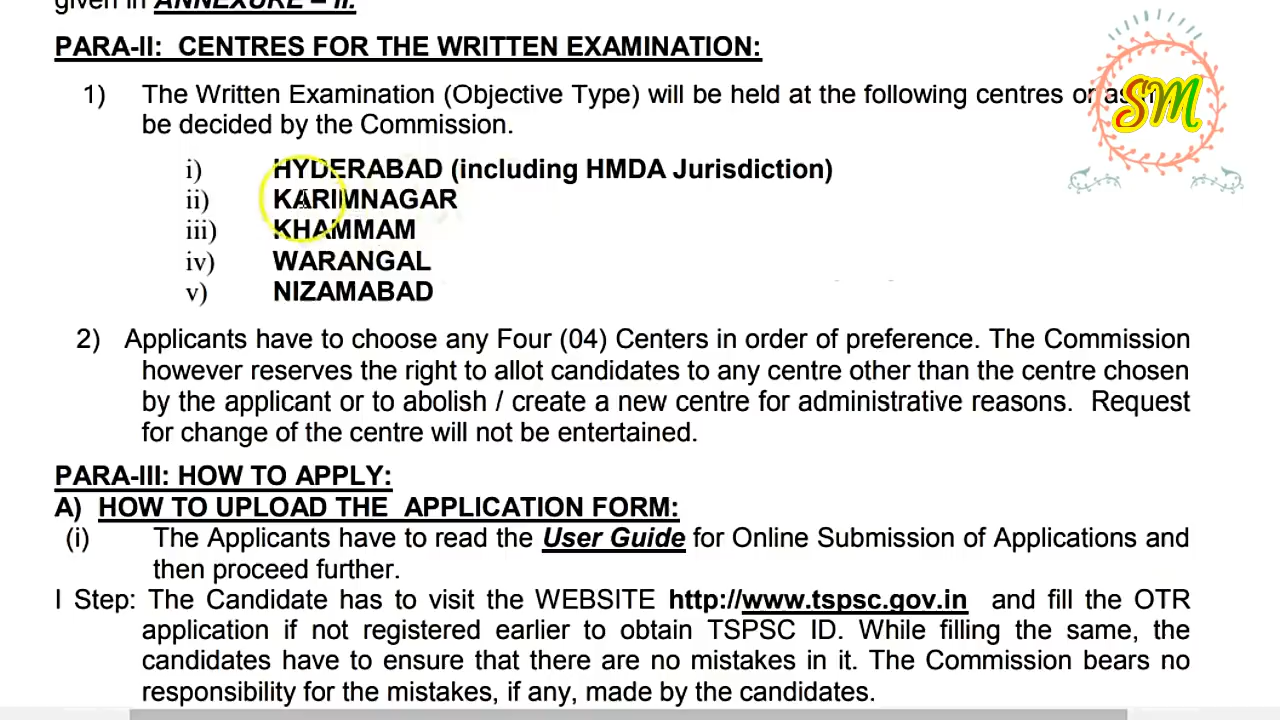 given in ANNEXURE – II.
PARA-II: CENTRES FOR THE WRITTEN EXAMINATION:
1) The Written Examination (Objective Type) will be held at the following centres or as
be decided by the Commission.
i) HYDERABAD (including HMDA Jurisdiction)
ii) KARIMNAGAR
iii) KHAMMAM
iv) WARANGAL
v) NIZAMABAD
2) Applicants have to choose any Four (04) Centers in order of preference. The Commission
however reserves the right to allot candidates to any centre other than the centre chosen
by the applicant or to abolish / create a new centre for administrative reasons. Request
for change of the centre will not be entertained.
PARA-III: HOW TO APPLY:
A) HOW TO UPLOAD THE APPLICATION FORM:
(i) The Applicants have to read the User Guide for Online Submission of Applications and
then proceed further.
I Step: The Candidate has to visit the WEBSITE http://www.tspsc.gov.in and fill the OTR
application if not registered earlier to obtain TSPSC ID. While filling the same, the
candidates have to ensure that there are no mistakes in it. The Commission bears no
responsibility for the mistakes, if any, made by the candidates.
SM